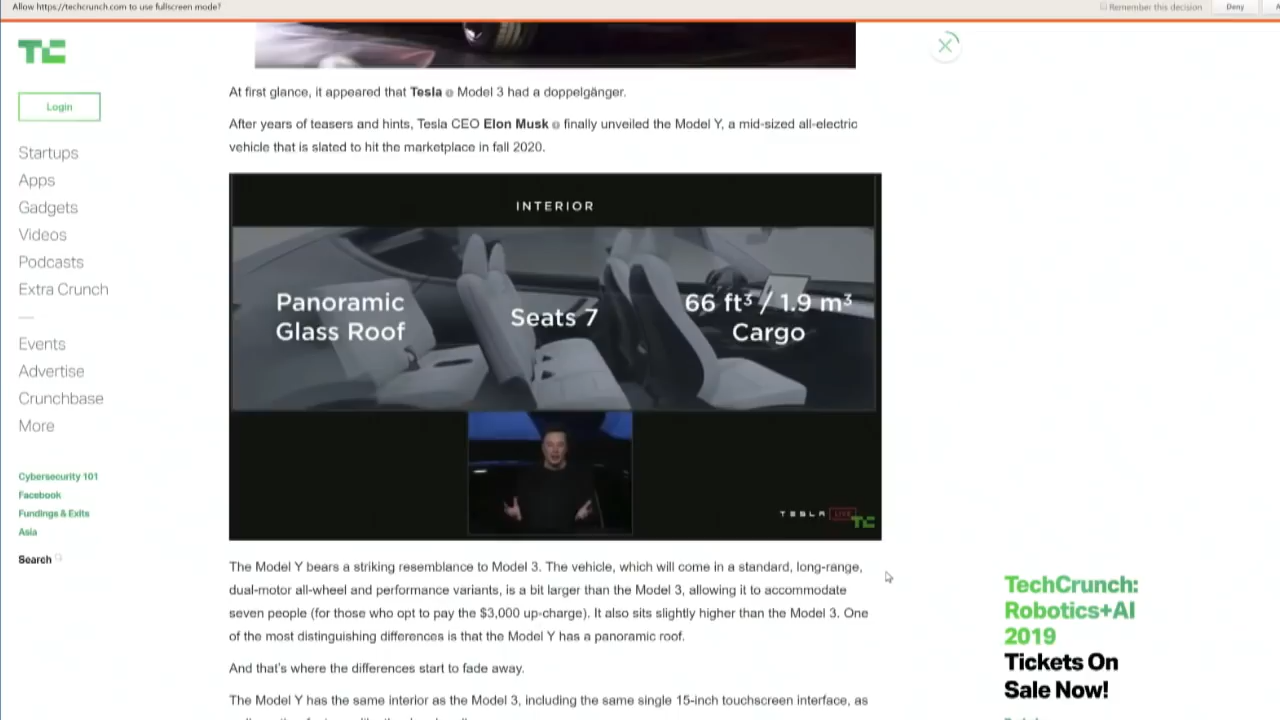 Allow https://techcrunch.com to use fullscreen mode?
Remember this decision
Deny
TC
Login
Startups
Apps
Gadgets
Videos
Podcasts
Extra Crunch
Events
Advertise
Crunchbase
More
Cybersecurity 101
Facebook
Fundings & Exits
Asia
Search
At first glance, it appeared that Tesla Model 3 had a doppelgänger.
After years of teasers and hints, Tesla CEO Elon Musk finally unveiled the Model Y, a mid-sized all-electric
vehicle that is slated to hit the marketplace in fall 2020.
INTERIOR
Panoramic
Glass Roof
Seats 7
66 ft³ / 1.9 m³
Cargo
TESLA LIVE
TC
The Model Y bears a striking resemblance to Model 3. The vehicle, which will come in a standard, long-range,
dual-motor all-wheel and performance variants, is a bit larger than the Model 3, allowing it to accommodate
seven people (for those who opt to pay the $3,000 up-charge). It also sits slightly higher than the Model 3. One
of the most distinguishing differences is that the Model Y has a panoramic roof.
And that's where the differences start to fade away.
The Model Y has the same interior as the Model 3, including the same single 15-inch touchscreen interface, as
TechCrunch:
Robotics+AI
2019
Tickets On
Sale Now!